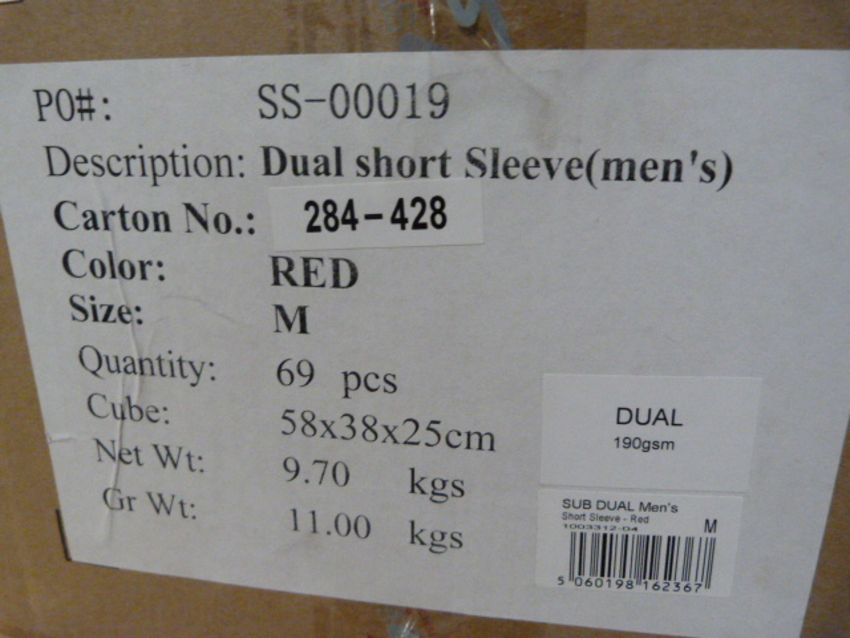 PO#: SS-00019
Description: Dual short Sleeve(men's)
Carton No.: 284-428
Color: RED
Size: M
Quantity: 69 pcs
Cube: 58x38x25cm
Net Wt: 9.70 kgs
Gr Wt: 11.00 kgs
DUAL
190gsm
SUB DUAL Men's
Short Sleeve - Red
1003312-04 M
5 060198 162367